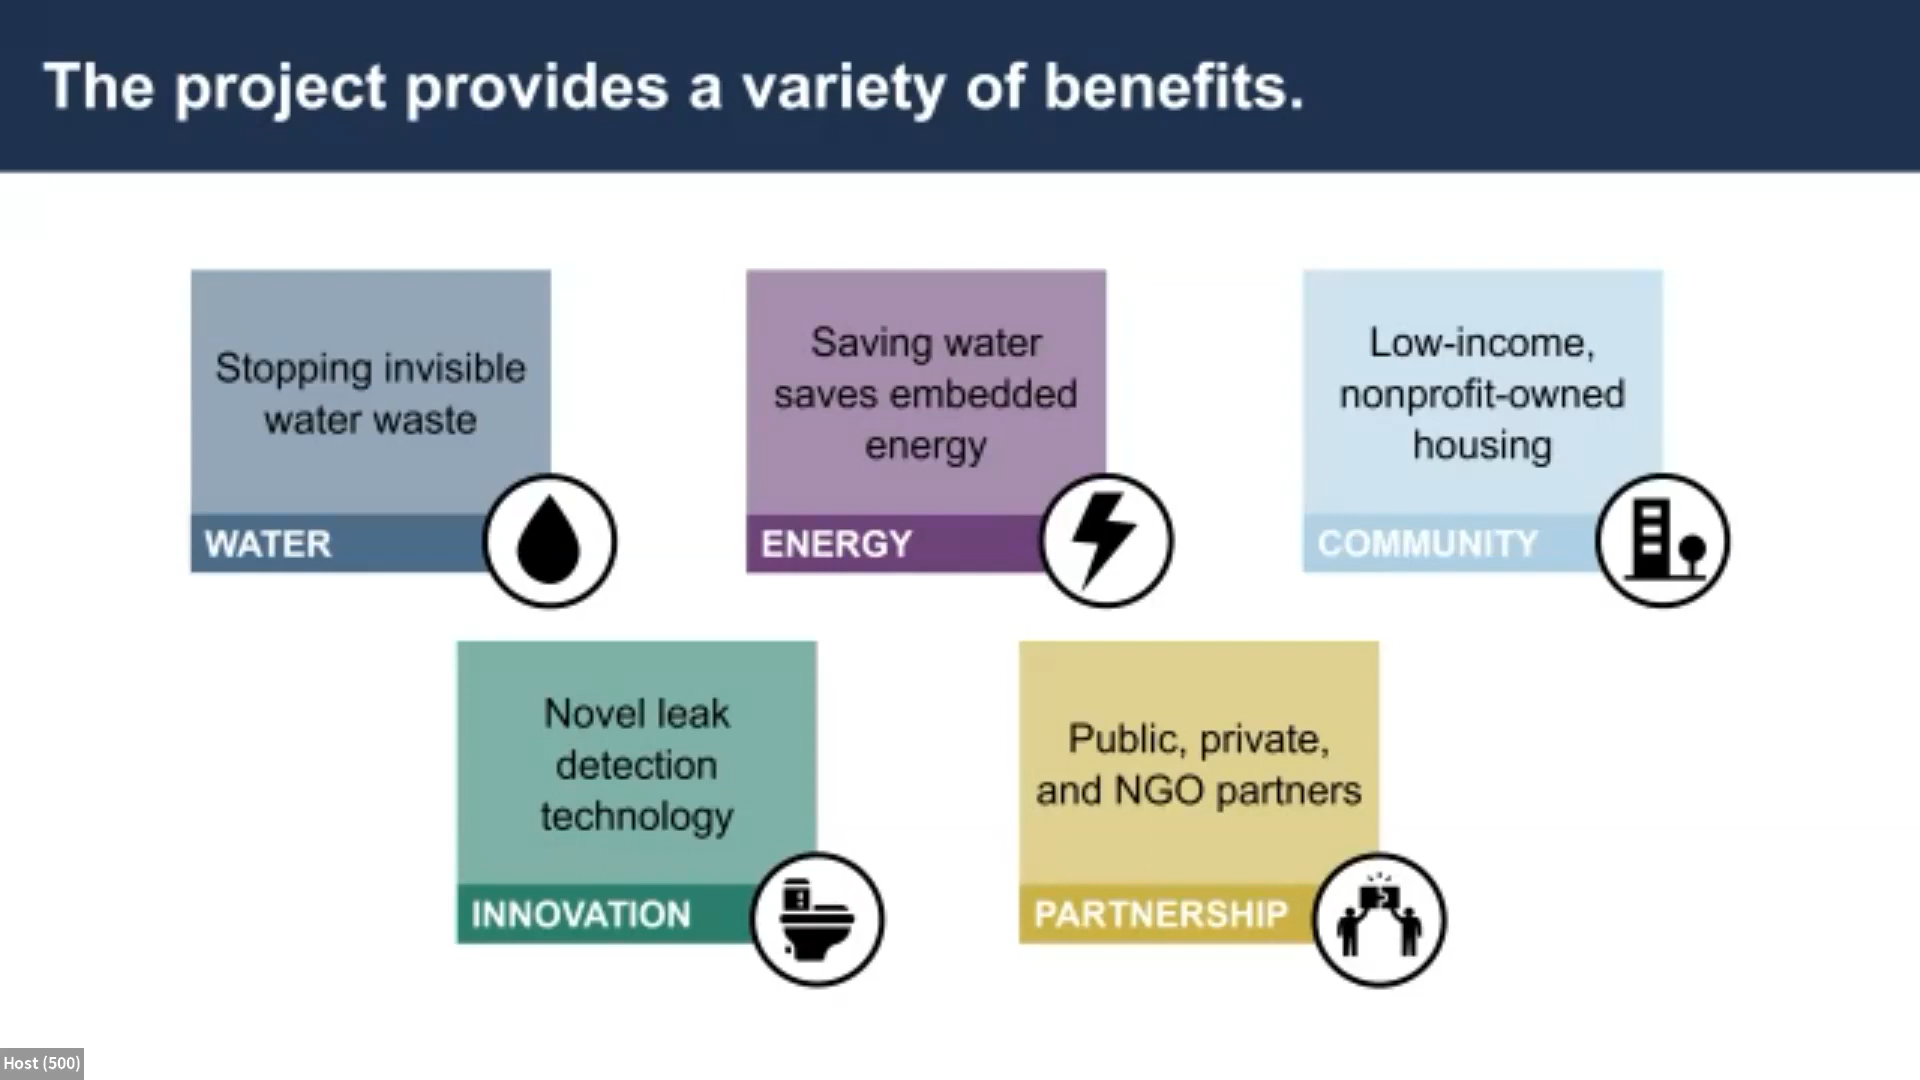 The project provides a variety of benefits.
Stopping invisible
water waste
WATER
Saving water
saves embedded
energy
ENERGY
Low-income,
nonprofit-owned
housing
COMMUNITY
Novel leak
detection
technology
INNOVATION
Public, private,
and NGO partners
PARTNERSHIP
Host (500)